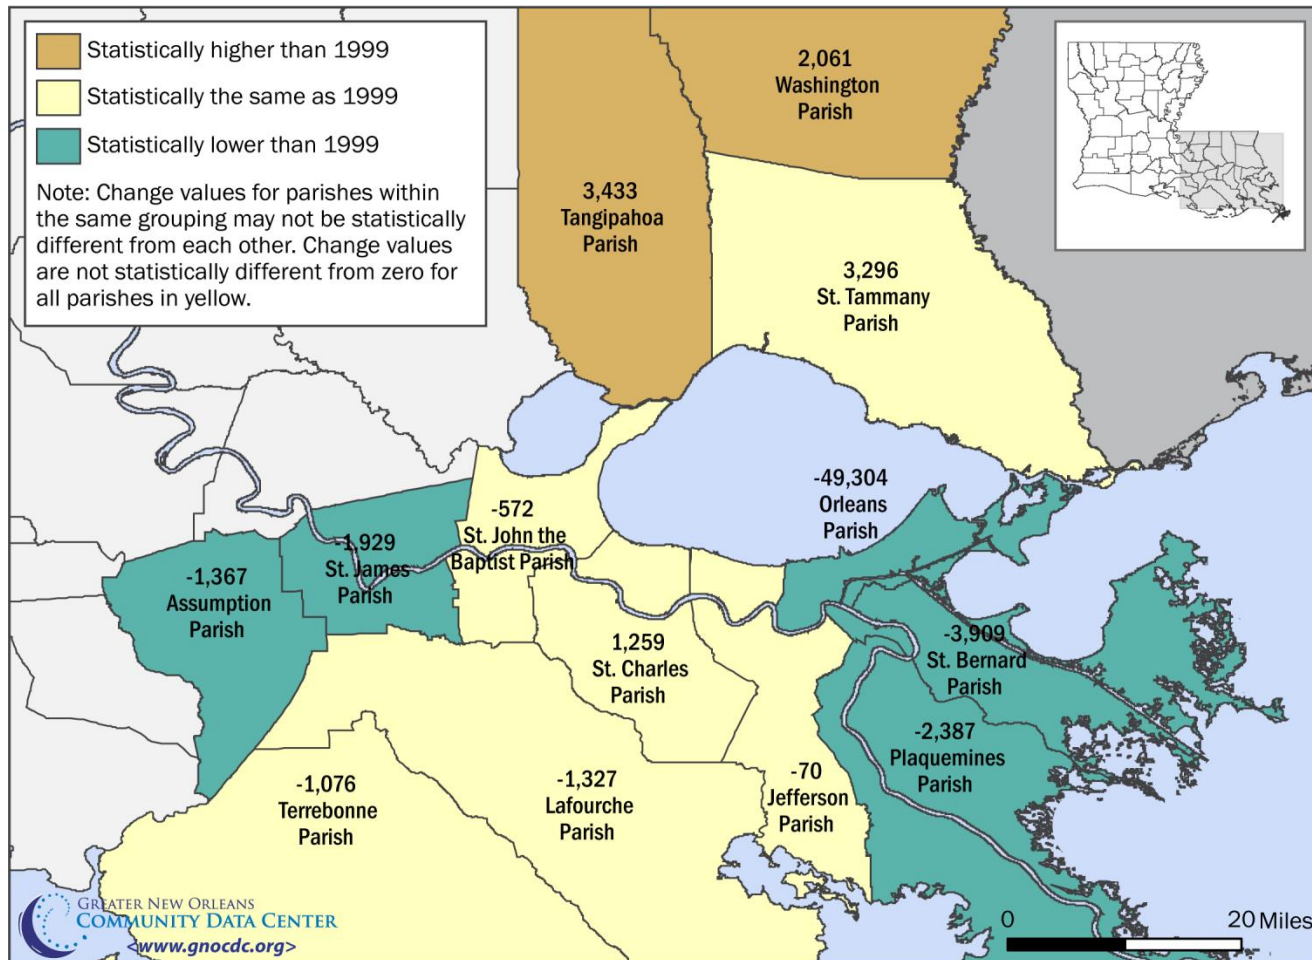 Statistically higher than 1999
Statistically the same as 1999
Statistically lower than 1999
Note: Change values for parishes within
the same grouping may not be statistically
different from each other. Change values
are not statistically different from zero for
all parishes in yellow.
2,061
Washington
Parish
3,433
Tangipahoa
Parish
3,296
St. Tammany
Parish
-49,304
Orleans
Parish
-572
St. John the
Baptist Parish
-1,929
St. James
Parish
-1,367
Assumption
Parish
1,259
St. Charles
Parish
-3,909
St. Bernard
Parish
-2,387
Plaquemines
Parish
-70
Jefferson
Parish
-1,327
Lafourche
Parish
-1,076
Terrebonne
Parish
GREATER NEW ORLEANS
COMMUNITY DATA CENTER
<www.gnocdc.org>
0 20 Miles